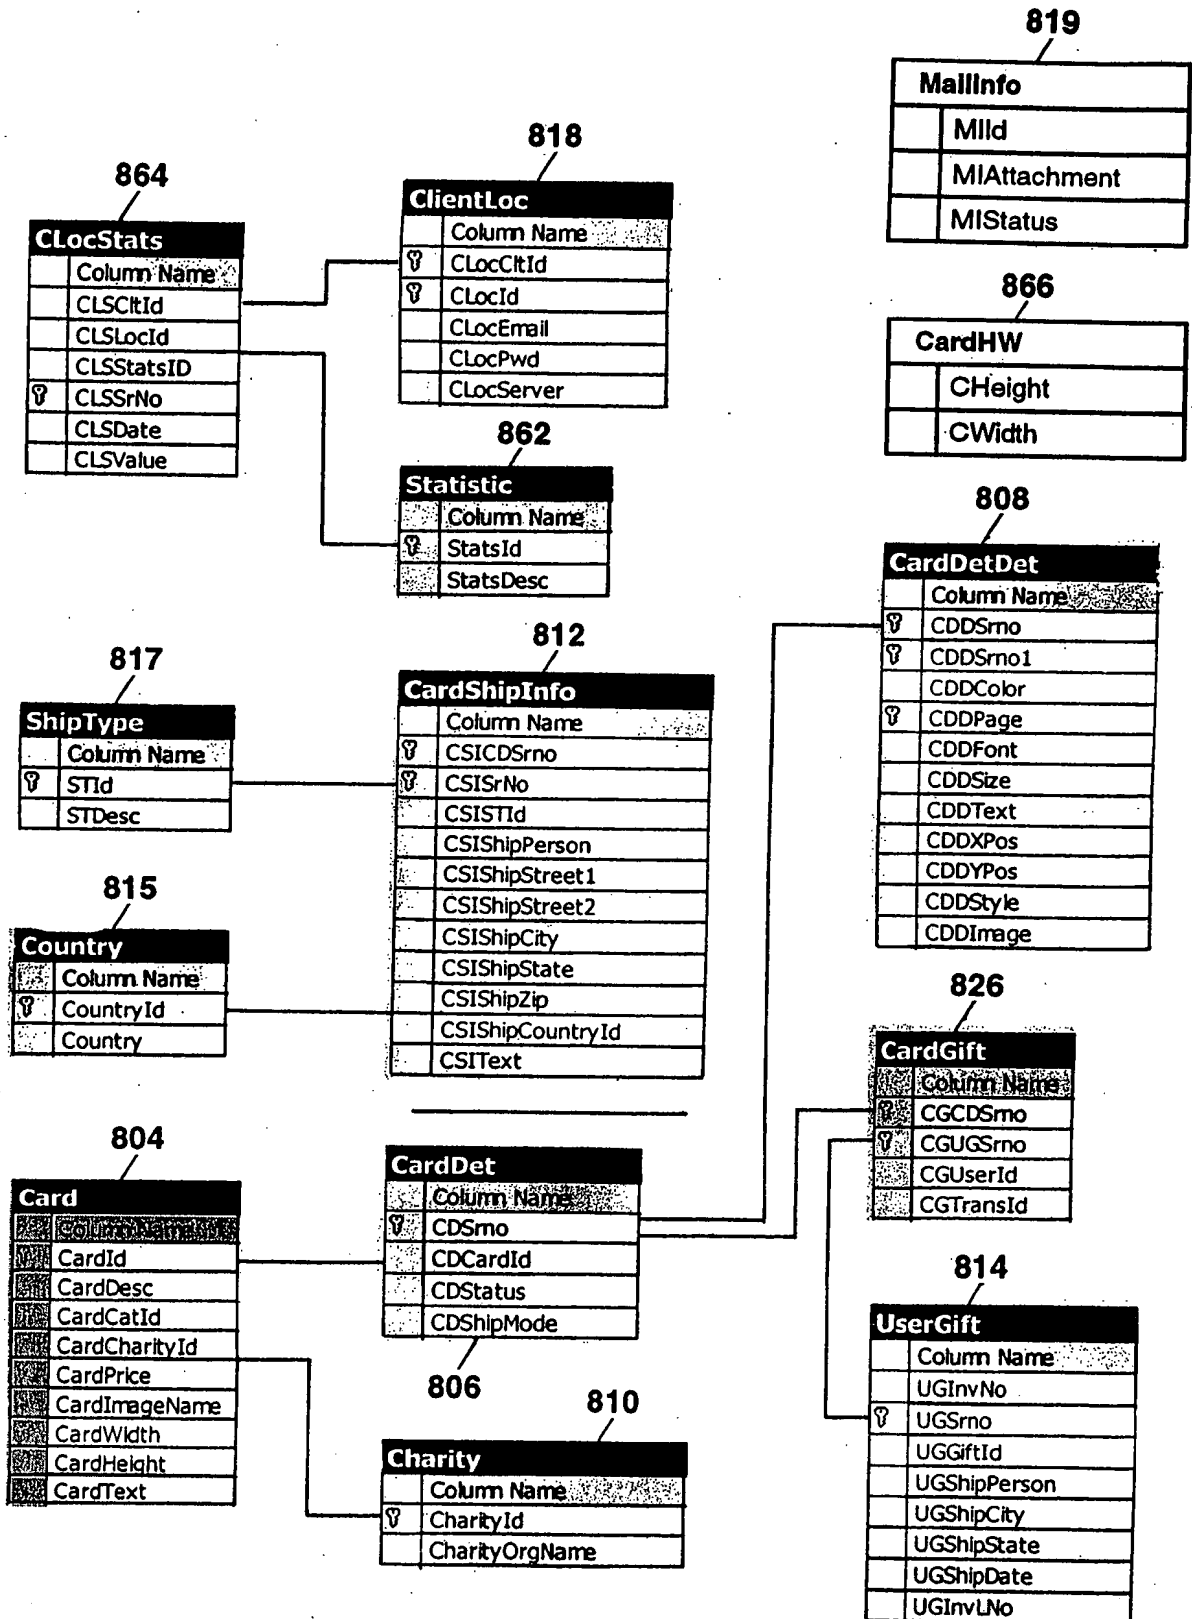 819
MailInfo
MIId
MIAttachment
MIStatus
818
ClientLoc
Column Name
CLocCltId
CLocId
CLocEmail
CLocPwd
CLocServer
864
CLocStats
Column Name
CLSCltId
CLSLocId
CLSStatsID
CLSSrNo
CLSDate
CLSValue
866
CardHW
CHeight
CWidth
862
Statistic
Column Name
StatsId
StatsDesc
808
CardDetDet
Column Name
CDDSrno
CDDSrno1
CDDColor
CDDPage
CDDFont
CDDSize
CDDText
CDDXPos
CDDYPos
CDDStyle
CDDImage
817
ShipType
Column Name
STId
STDesc
812
CardShipInfo
Column Name
CSICDSrno
CSISrNo
CSISTId
CSIShipPerson
CSIShipStreet1
CSIShipStreet2
CSIShipCity
CSIShipState
CSIShipZip
CSIShipCountryId
CSIText
815
Country
Column Name
CountryId
Country
826
CardGift
Column Name
CGCDSrno
CGUGSrno
CGUserId
CGTransId
804
Card
Column Name
CardId
CardDesc
CardCatId
CardCharityId
CardPrice
CardImageName
CardWidth
CardHeight
CardText
CardDet
Column Name
CDSrno
CDCardId
CDStatus
CDShipMode
806
810
Charity
Column Name
CharityId
CharityOrgName
814
UserGift
Column Name
UGInvNo
UGSrno
UGGiftId
UGShipPerson
UGShipCity
UGShipState
UGShipDate
UGInvLNo